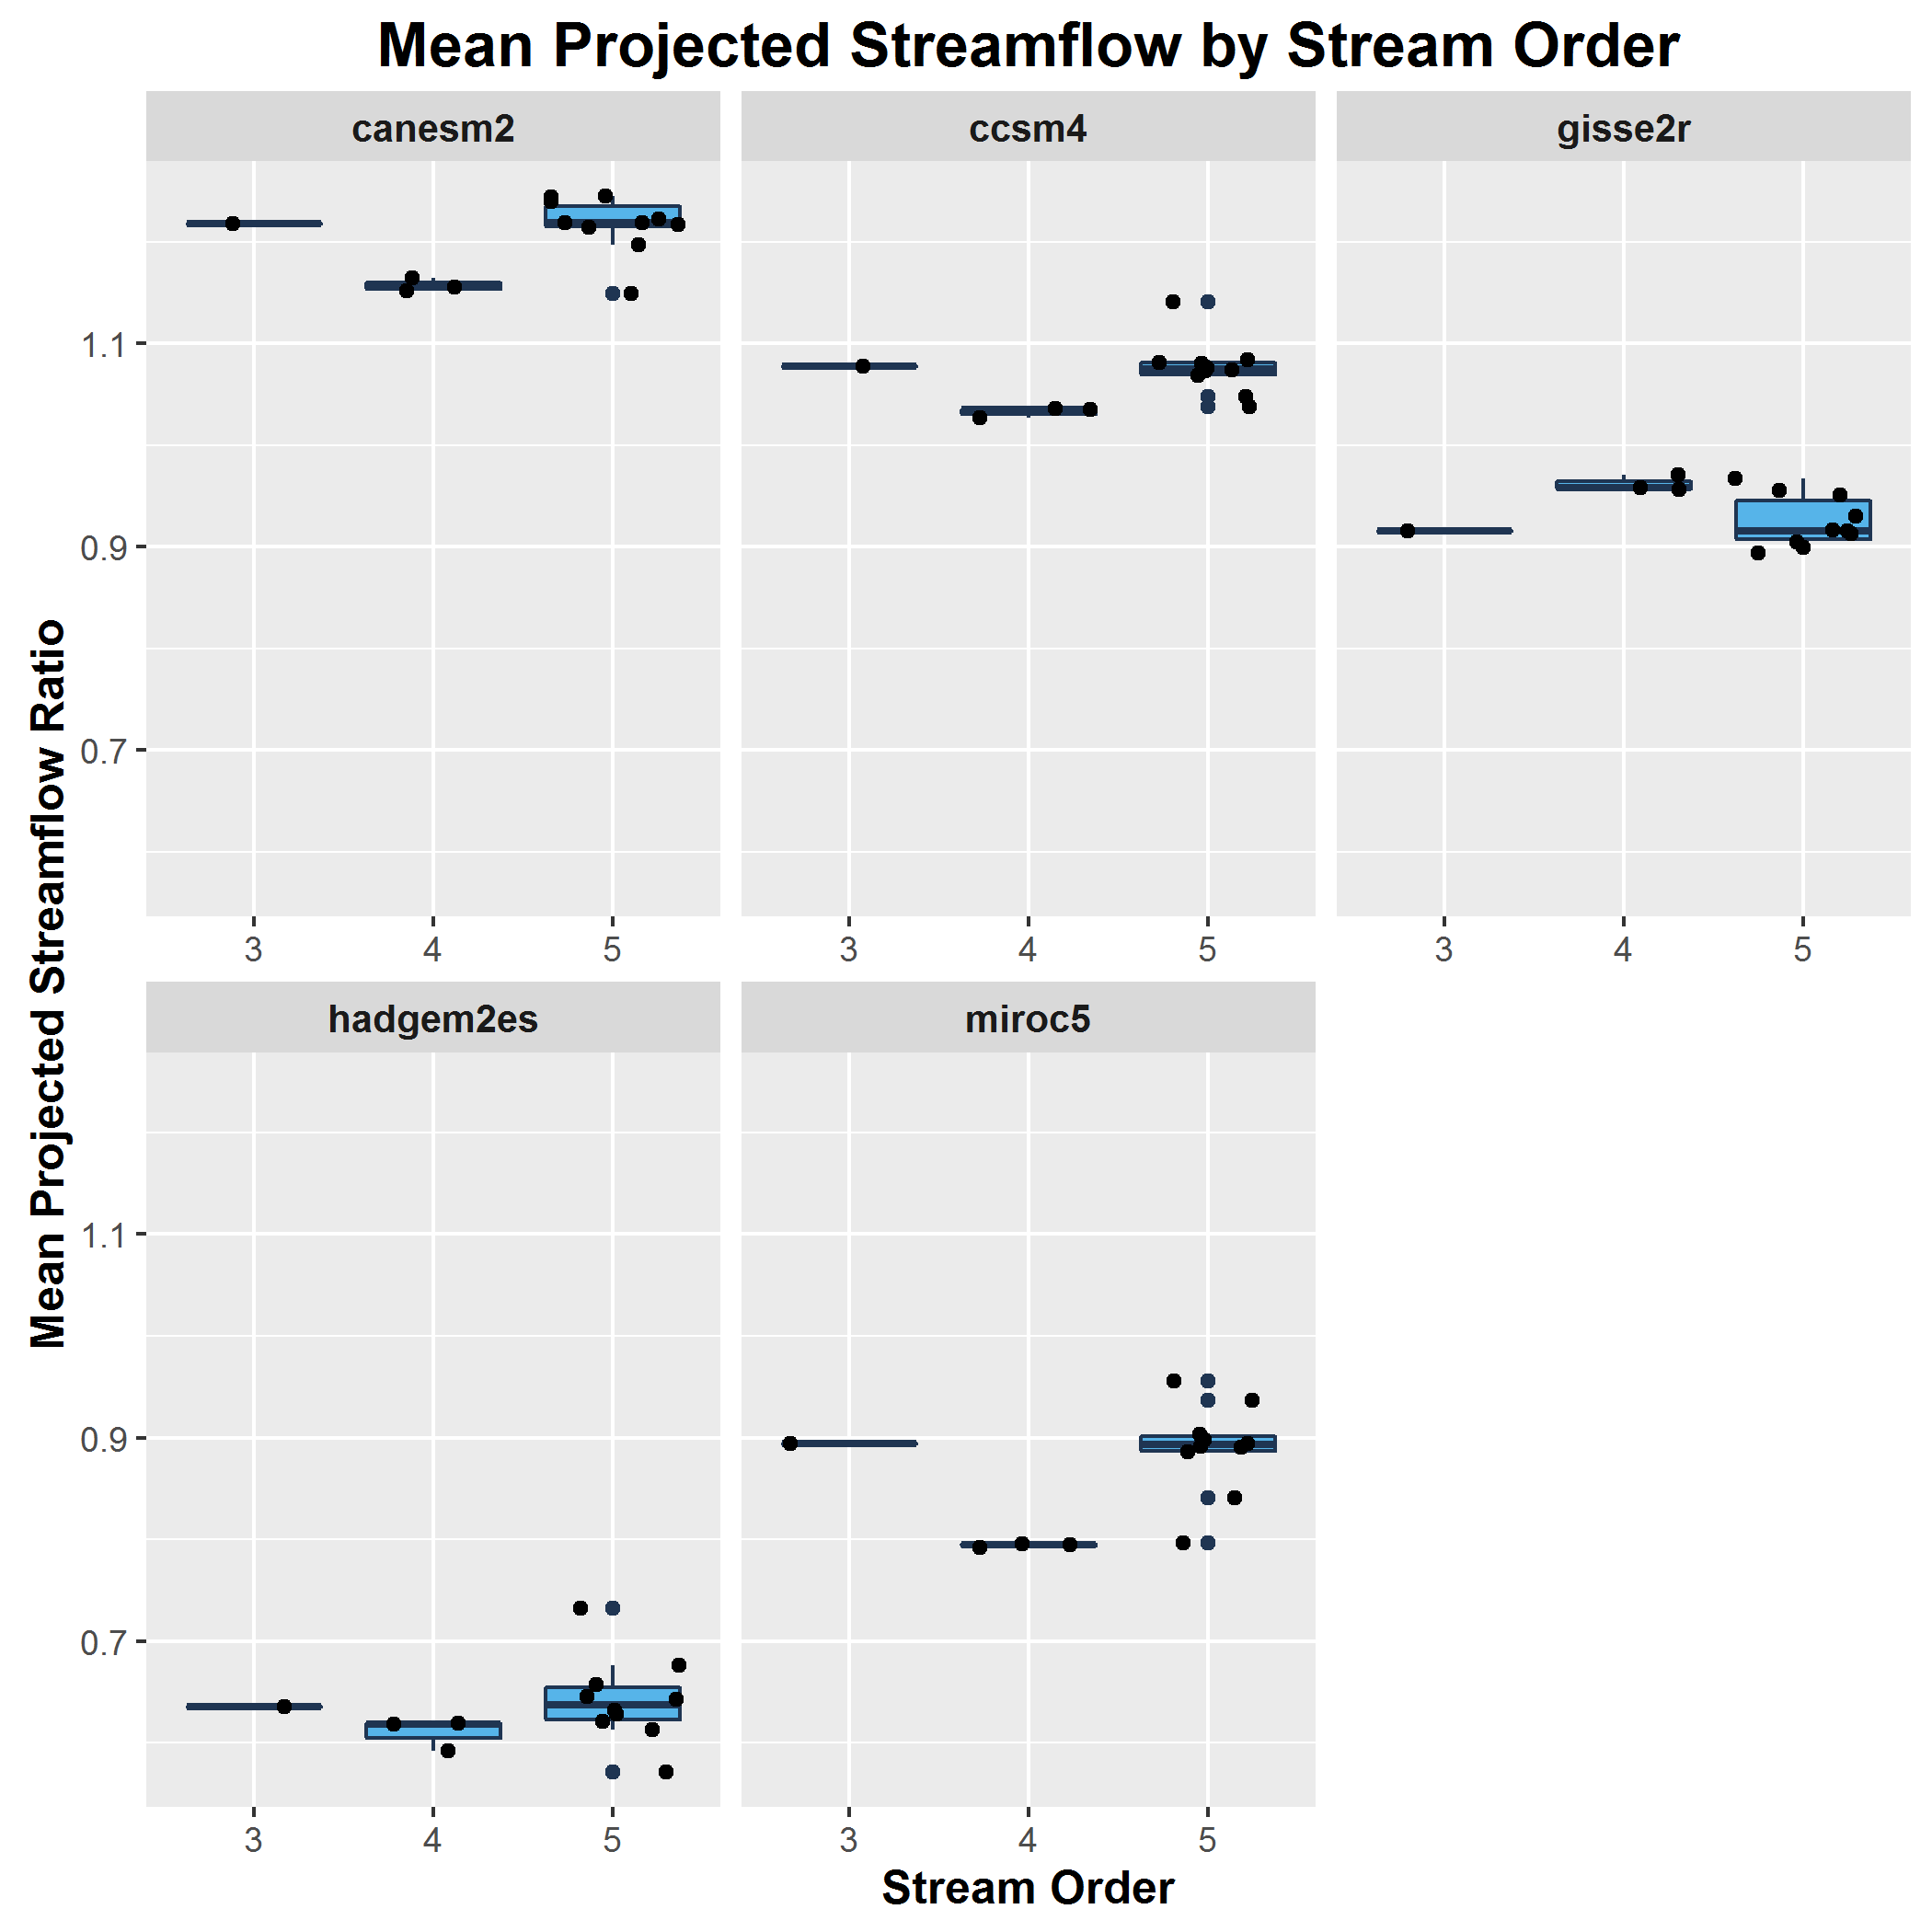 Mean Projected Streamflow by Stream Order
canesm2
ccsm4
gisse2r
1.1
0.9
0.7
3 4 5
3 4 5
3 4 5
Mean Projected Streamflow Ratio
hadgem2es
miroc5
1.1
0.9
0.7
3 4 5
3 4 5
Stream Order